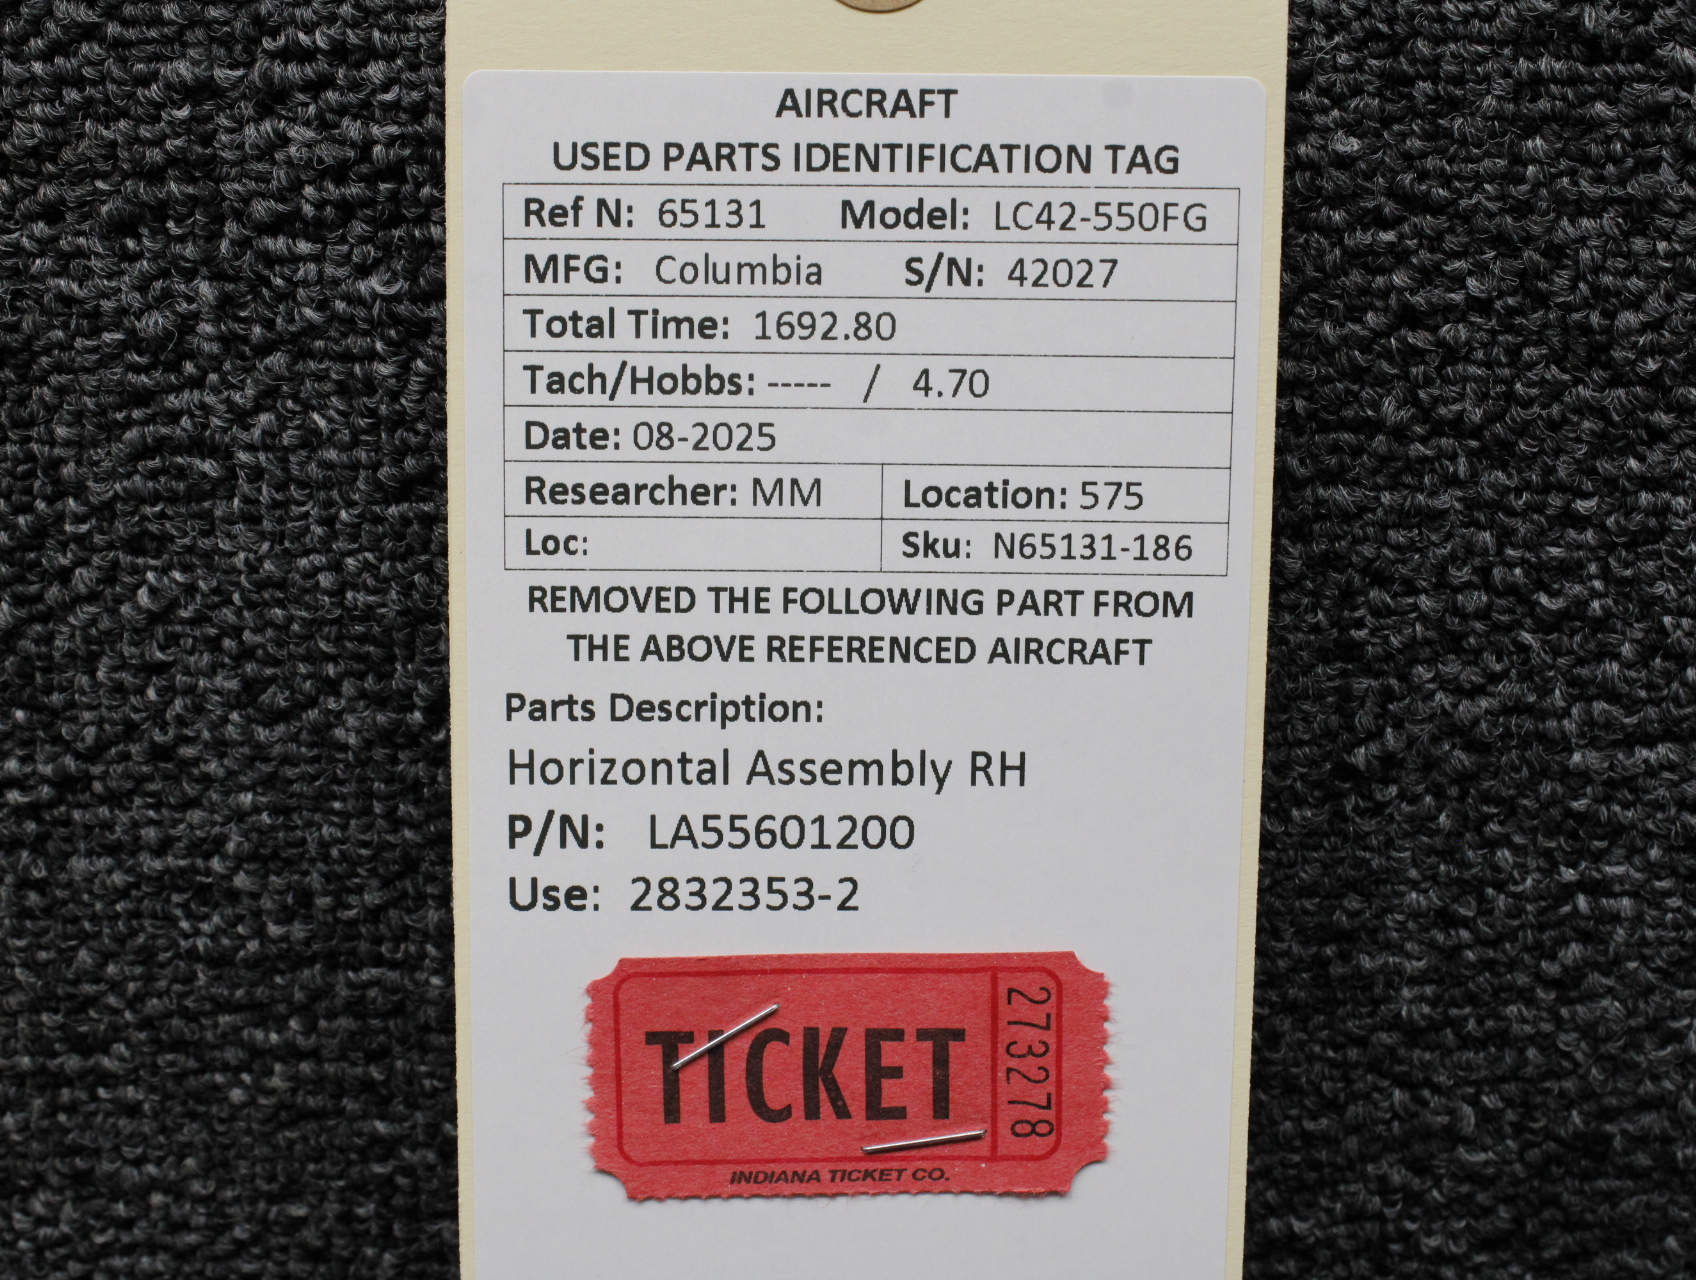 AIRCRAFT
USED PARTS IDENTIFICATION TAG
Ref N: 65131 Model: LC42-550FG
MFG: Columbia S/N: 42027
Total Time: 1692.80
Tach/Hobbs: ----- / 4.70
Date: 08-2025
Researcher: MM Location: 575
Loc: Sku: N65131-186
REMOVED THE FOLLOWING PART FROM
THE ABOVE REFERENCED AIRCRAFT
Parts Description:
Horizontal Assembly RH
P/N: LA55601200
Use: 2832353-2
TICKET
273278
INDIANA TICKET CO.